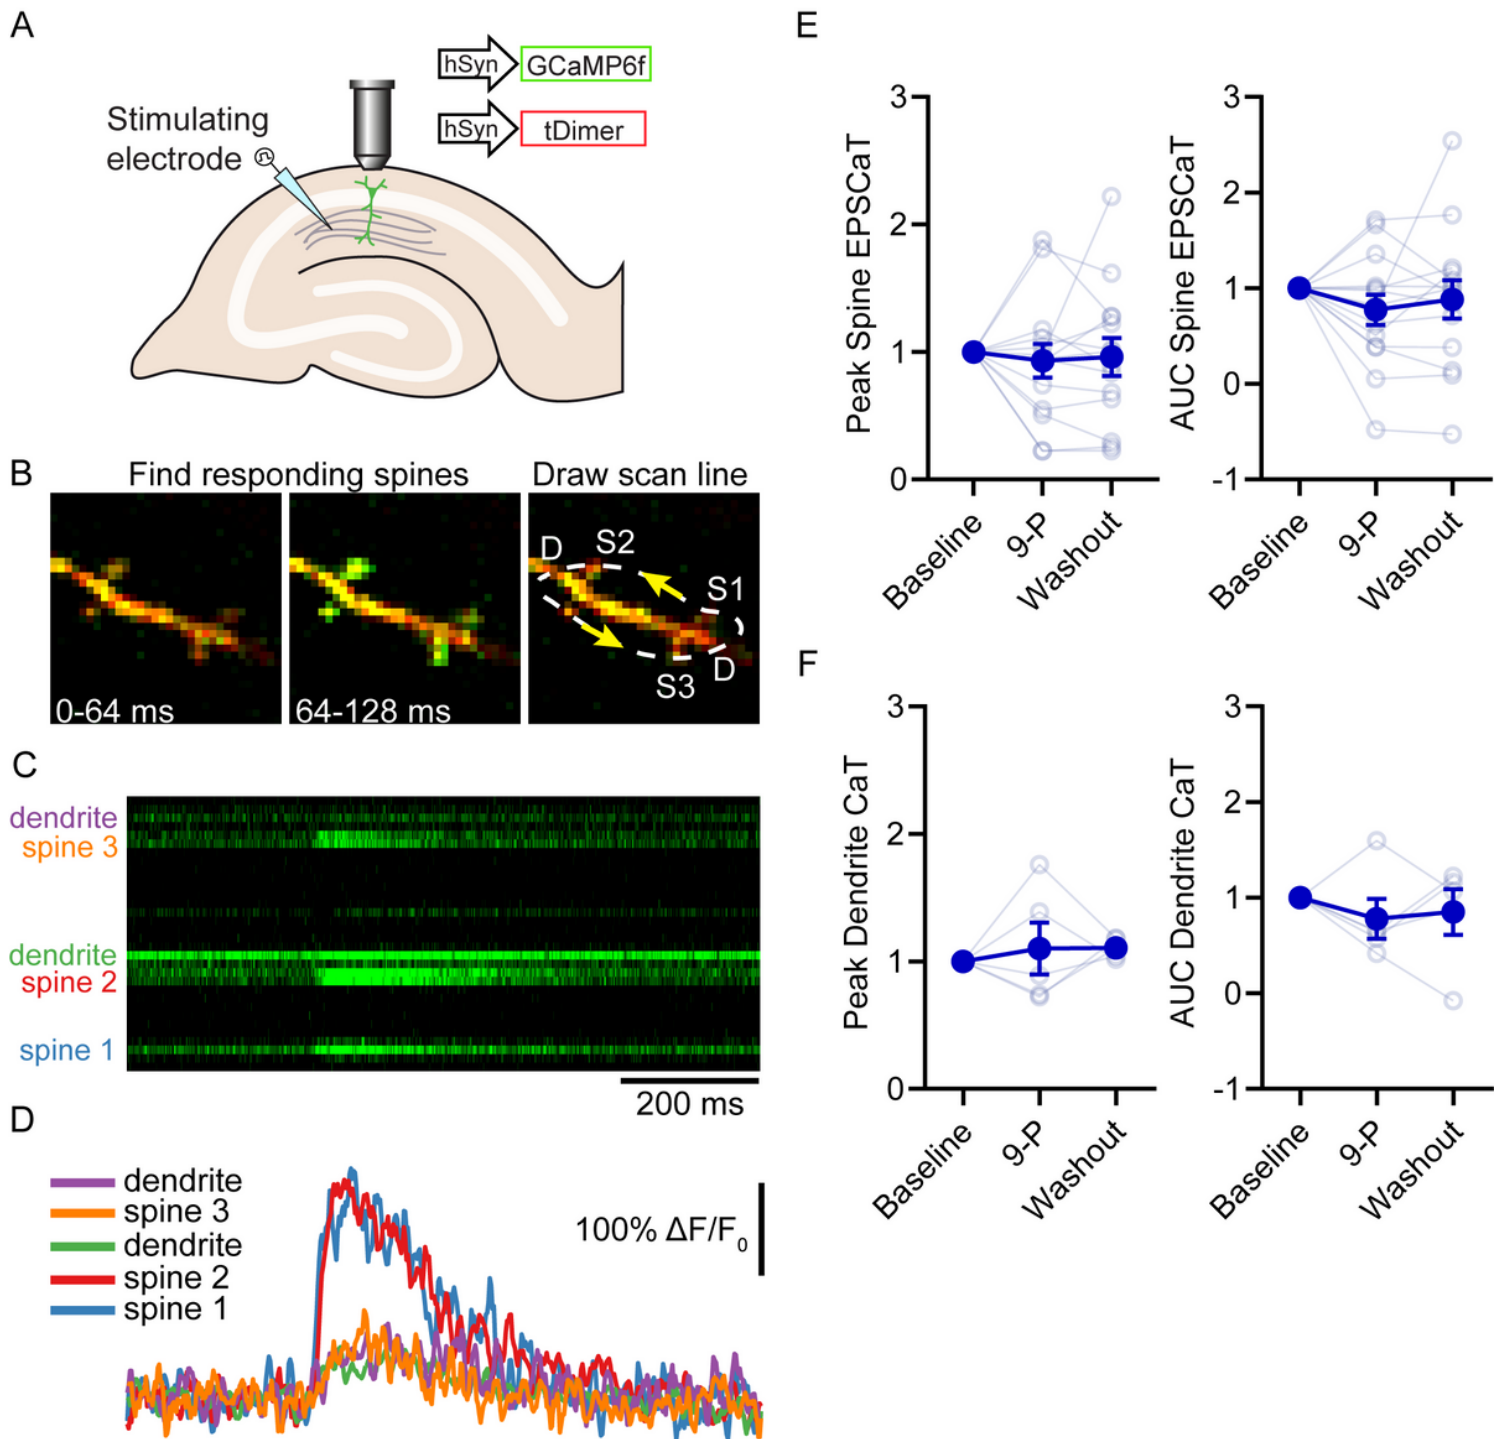 A
hSyn GCaMP6f
hSyn tDimer
Stimulating
electrode
B
Find responding spines
Draw scan line
0-64 ms
64-128 ms
D
S2
S1
D
S3
C
dendrite
spine 3
dendrite
spine 2
spine 1
200 ms
D
dendrite
spine 3
dendrite
spine 2
spine 1
100% ΔF/F₀
E
Peak Spine EPSCaT
3
2
1
0
Baseline
9-P
Washout
AUC Spine EPSCaT
3
2
1
0
-1
Baseline
9-P
Washout
F
Peak Dendrite CaT
3
2
1
0
Baseline
9-P
Washout
AUC Dendrite CaT
3
2
1
0
-1
Baseline
9-P
Washout